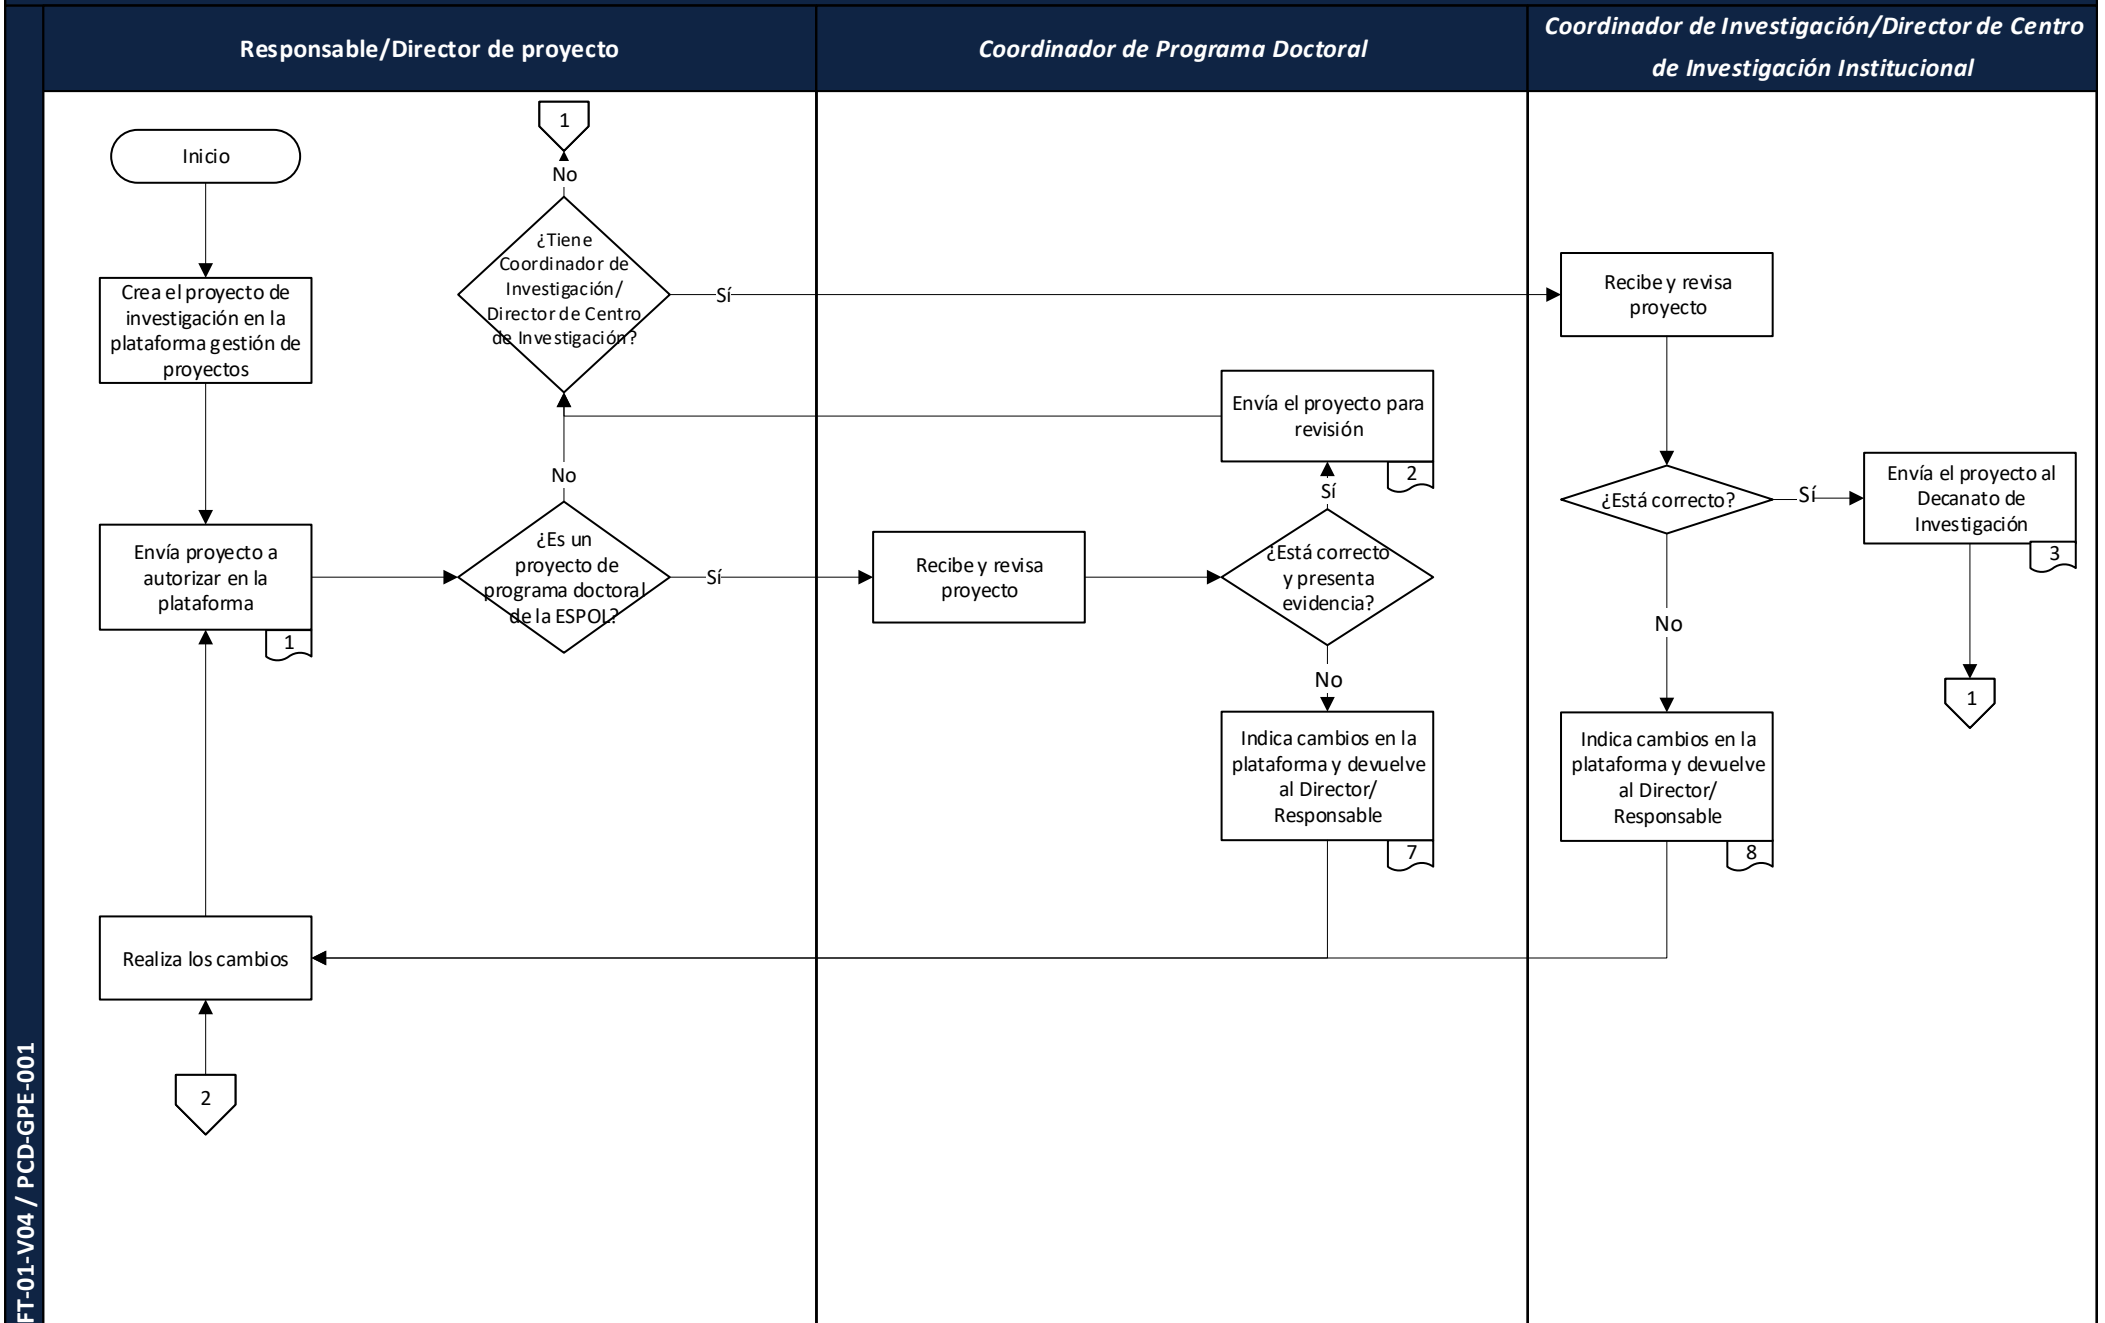 Responsable/Director de proyecto
Coordinador de Programa Doctoral
Coordinador de Investigación/Director de Centro
de Investigación Institucional
FT-01-V04 / PCD-GPE-001
Inicio
Crea el proyecto de
investigación en la
plataforma gestión de
proyectos
Envía proyecto a
autorizar en la
plataforma
1
Realiza los cambios
2
1
No
¿Tiene
Coordinador de
Investigación/
Director de Centro
de Investigación?
Sí
No
¿Es un
proyecto de
programa doctoral
de la ESPOL?
Sí
Recibe y revisa
proyecto
Envía el proyecto para
revisión
2
Sí
¿Está correcto
y presenta
evidencia?
No
Indica cambios en la
plataforma y devuelve
al Director/
Responsable
7
Recibe y revisa
proyecto
¿Está correcto?
Sí
Envía el proyecto al
Decanato de
Investigación
3
1
No
Indica cambios en la
plataforma y devuelve
al Director/
Responsable
8